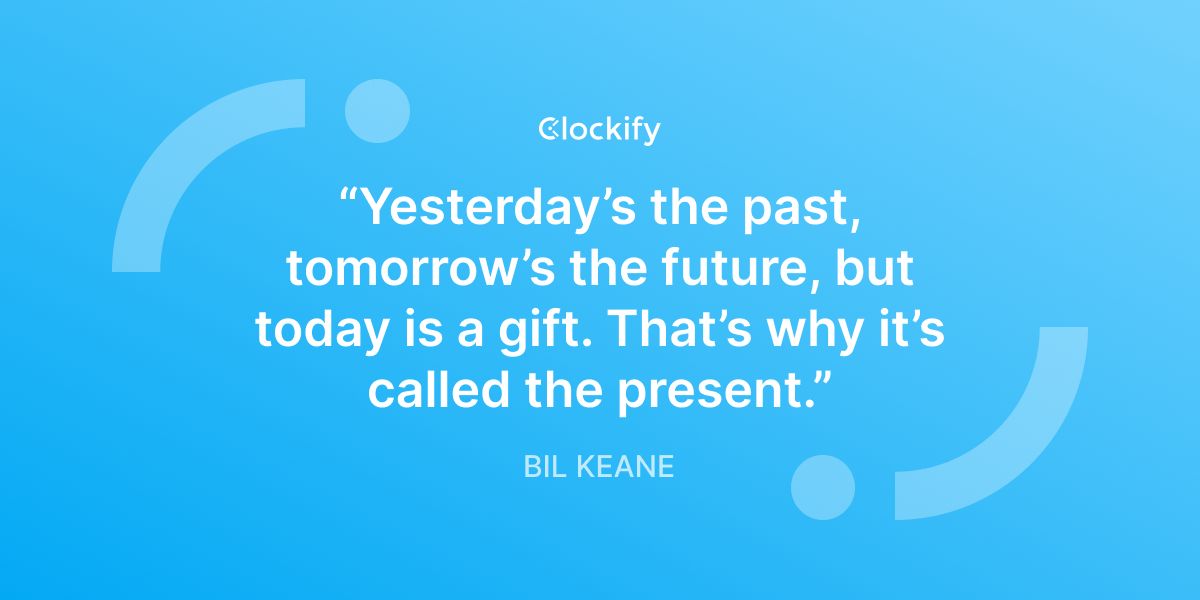 Clockify
“Yesterday’s the past,
tomorrow’s the future, but
today is a gift. That’s why it’s
called the present.”
BIL KEANE